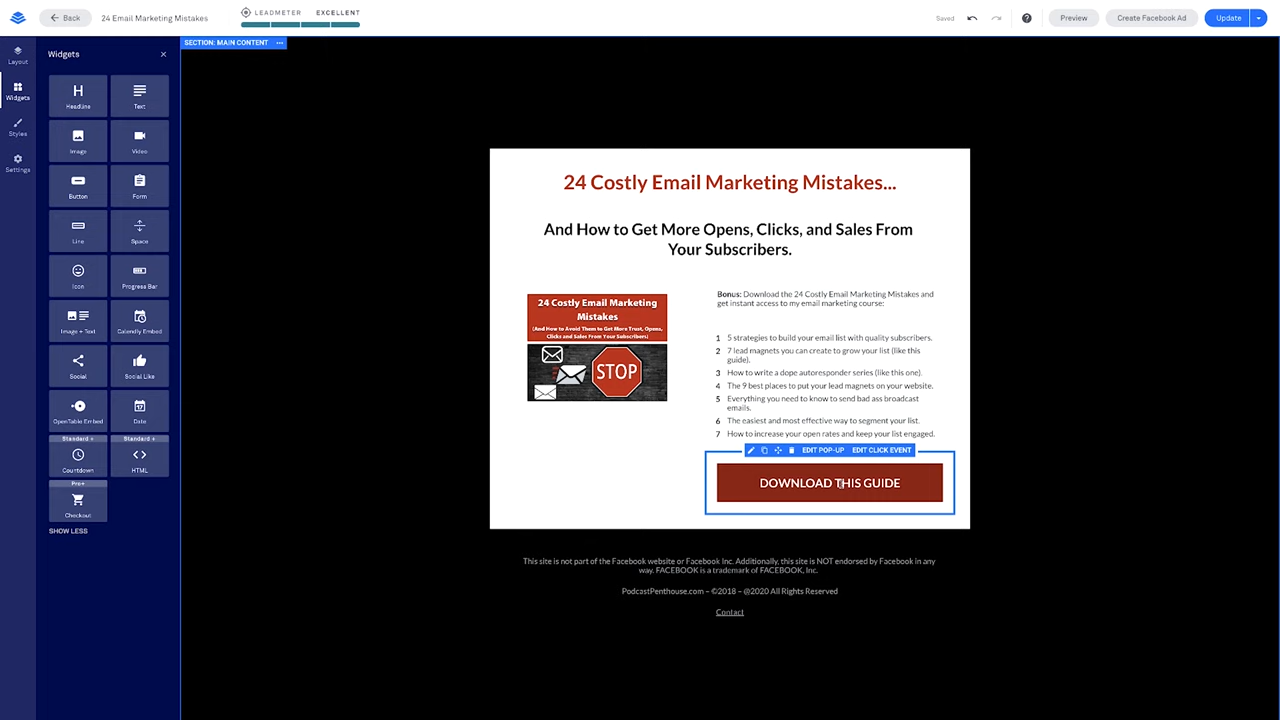 Back
24 Email Marketing Mistakes
LEADMETER EXCELLENT
Saved
Preview
Create Facebook Ad
Update
Layout
Widgets
Styles
Settings
Widgets
Headline
Text
Image
Video
Button
Form
Line
Space
Icon
Progress Bar
Image + Text
Calendly Embed
Social
Social Like
OpenTable Embed
Date
Standard +
Countdown
Standard +
HTML
Pro+
Checkout
SHOW LESS
SECTION: MAIN CONTENT
24 Costly Email Marketing Mistakes...
And How to Get More Opens, Clicks, and Sales From
Your Subscribers.
24 Costly Email Marketing
Mistakes
(And How to Avoid Them to Get More Trust, Opens,
Clicks and Sales From Your Subscribers)
STOP
Bonus: Download the 24 Costly Email Marketing Mistakes and
get instant access to my email marketing course:
1 5 strategies to build your email list with quality subscribers.
2 7 lead magnets you can create to grow your list (like this
guide).
3 How to write a dope autoresponder series (like this one).
4 The 9 best places to put your lead magnets on your website.
5 Everything you need to know to send bad ass broadcast
emails.
6 The easiest and most effective way to segment your list.
7 How to increase your open rates and keep your list engaged.
EDIT POP-UP EDIT CLICK EVENT
DOWNLOAD THIS GUIDE
This site is not part of the Facebook website or Facebook Inc. Additionally, this site is NOT endorsed by Facebook in any
way. FACEBOOK is a trademark of FACEBOOK, Inc.
PodcastPenthouse.com – ©2018 – @2020 All Rights Reserved
Contact